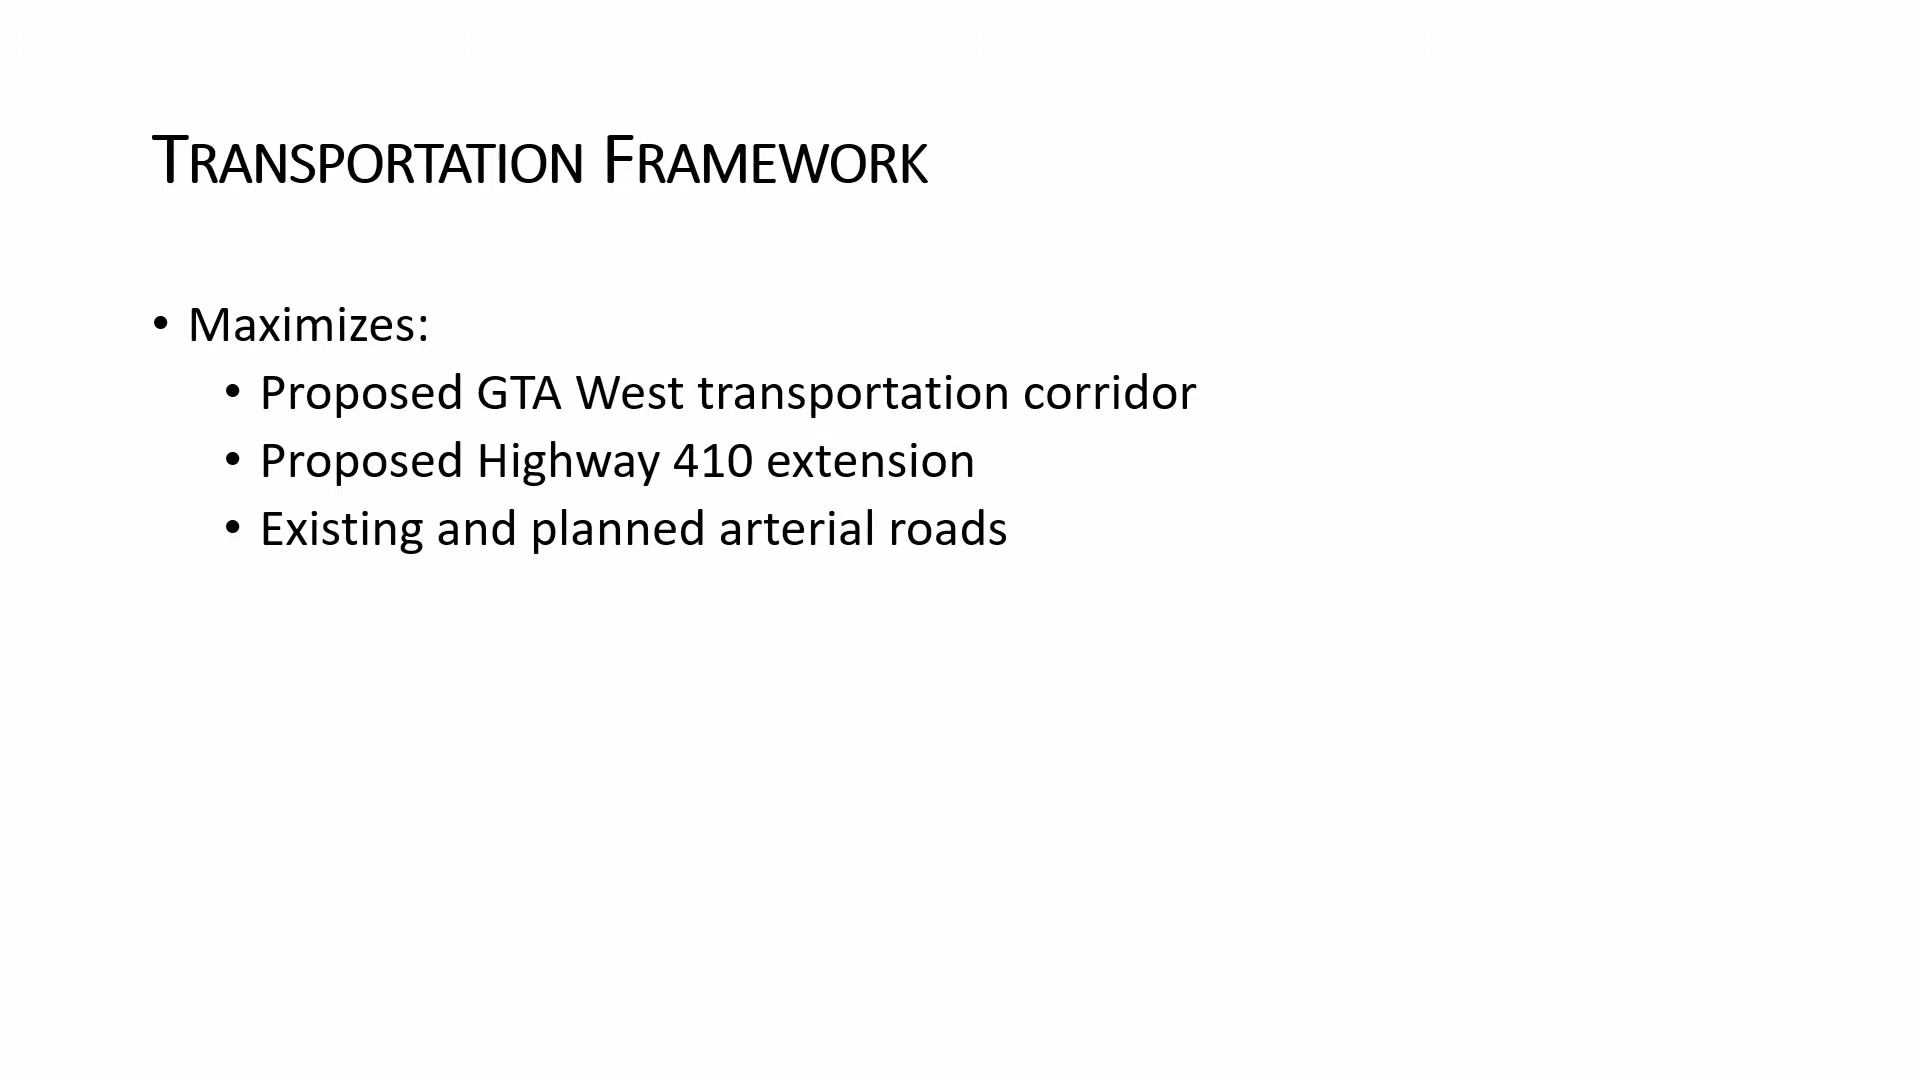 TRANSPORTATION FRAMEWORK
• Maximizes:
• Proposed GTA West transportation corridor
• Proposed Highway 410 extension
• Existing and planned arterial roads